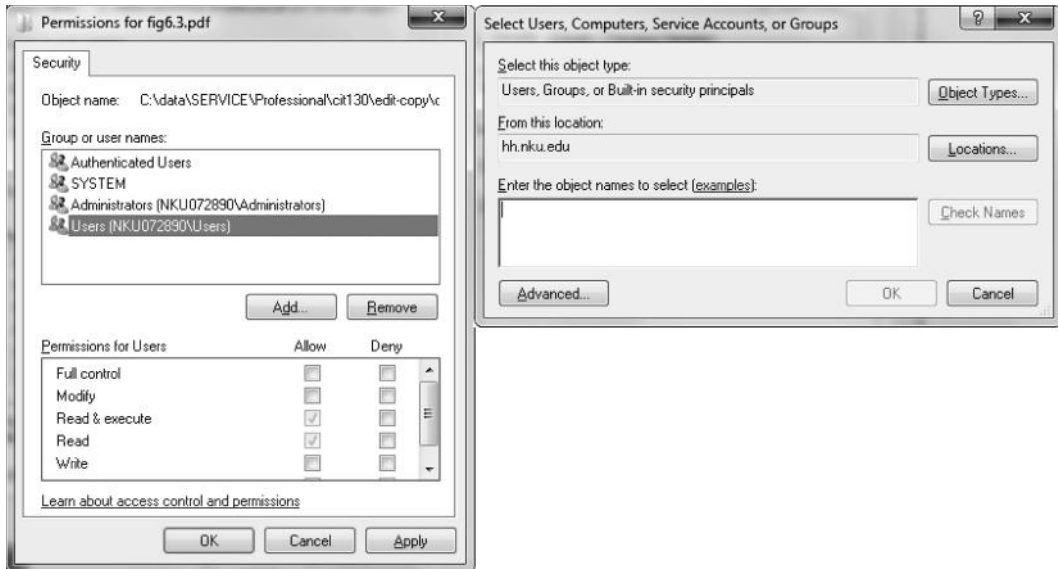 Permissions for fig6.3.pdf
Security
Object name: C:\data\SERVICE\Professional\cit130\edit-copy\c
Group or user names:
Authenticated Users
SYSTEM
Administrators (NKU072890\Administrators)
Users (NKU072890\Users)
Add... Remove
Permissions for Users Allow Deny
Full control
Modify
Read & execute
Read
Write
Learn about access control and permissions
OK Cancel Apply
Select Users, Computers, Service Accounts, or Groups
Select this object type:
Users, Groups, or Built-in security principals Object Types...
From this location:
hh.nku.edu Locations...
Enter the object names to select (examples):
Check Names
Advanced... OK Cancel